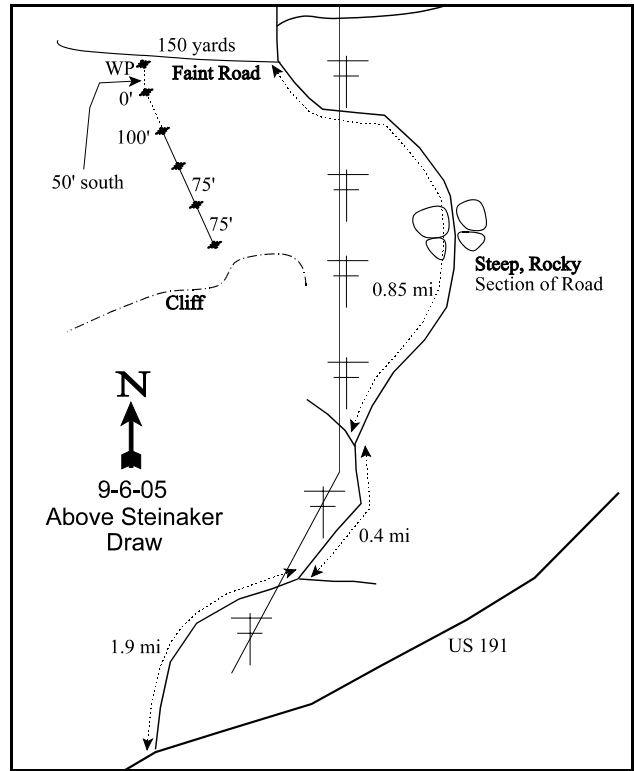 150 yards
WP
Faint Road
0'
100'
50' south
75'
75'
Steep, Rocky
Section of Road
0.85 mi
Cliff
N
9-6-05
Above Steinaker
Draw
0.4 mi
1.9 mi
US 191